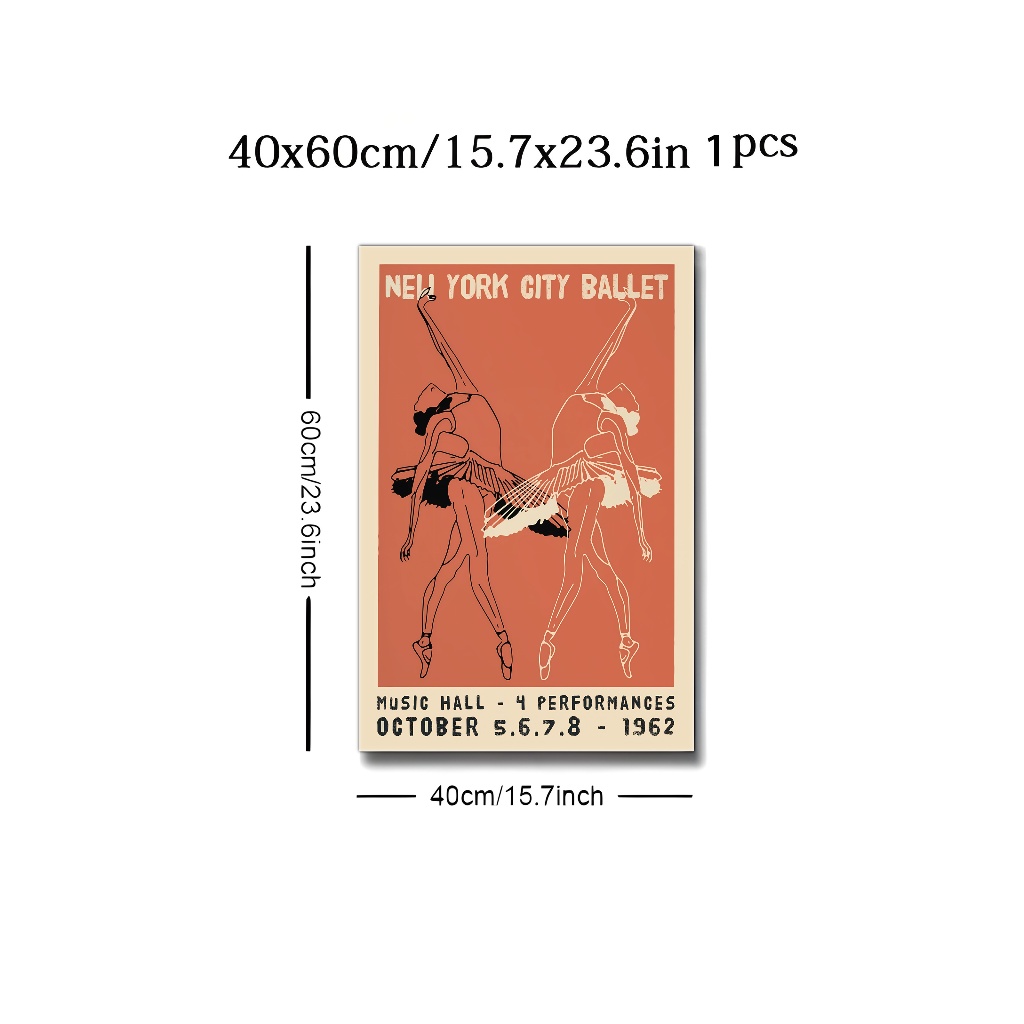 40x60cm/15.7x23.6in 1pcs
NEW YORK CITY BALLET
60cm/23.6inch
MUSIC HALL - 4 PERFORMANCES
OCTOBER 5.6.7.8 - 1962
40cm/15.7inch